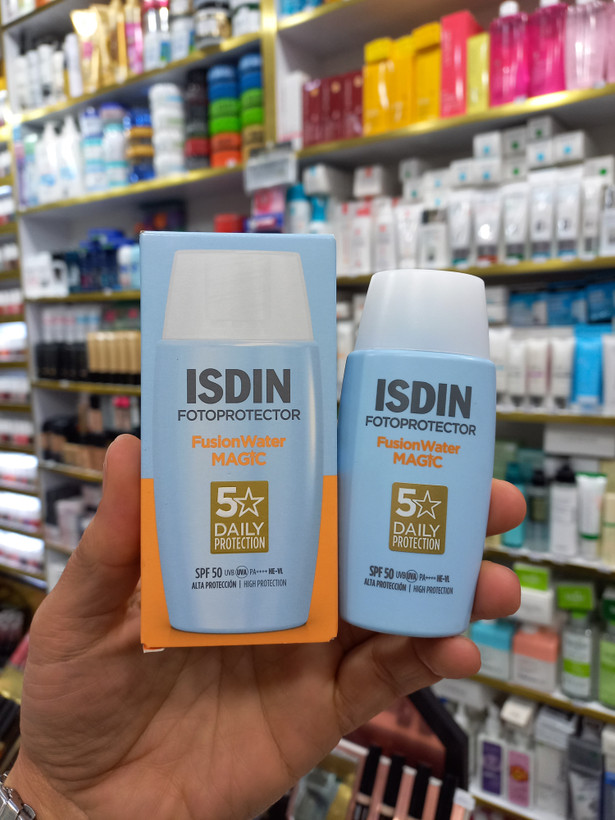 ISDIN
FOTOPROTECTOR
FusionWater
MAGIC
5☆
DAILY
PROTECTION
SPF 50 UVB UVA PA++++ HE-VL
ALTA PROTECCIÓN | HIGH PROTECTION
ISDIN
FOTOPROTECTOR
FusionWater
MAGIC
5☆
DAILY
PROTECTION
SPF 50 UVB UVA PA++++ HE-VL
ALTA PROTECCIÓN | HIGH PROTECTION